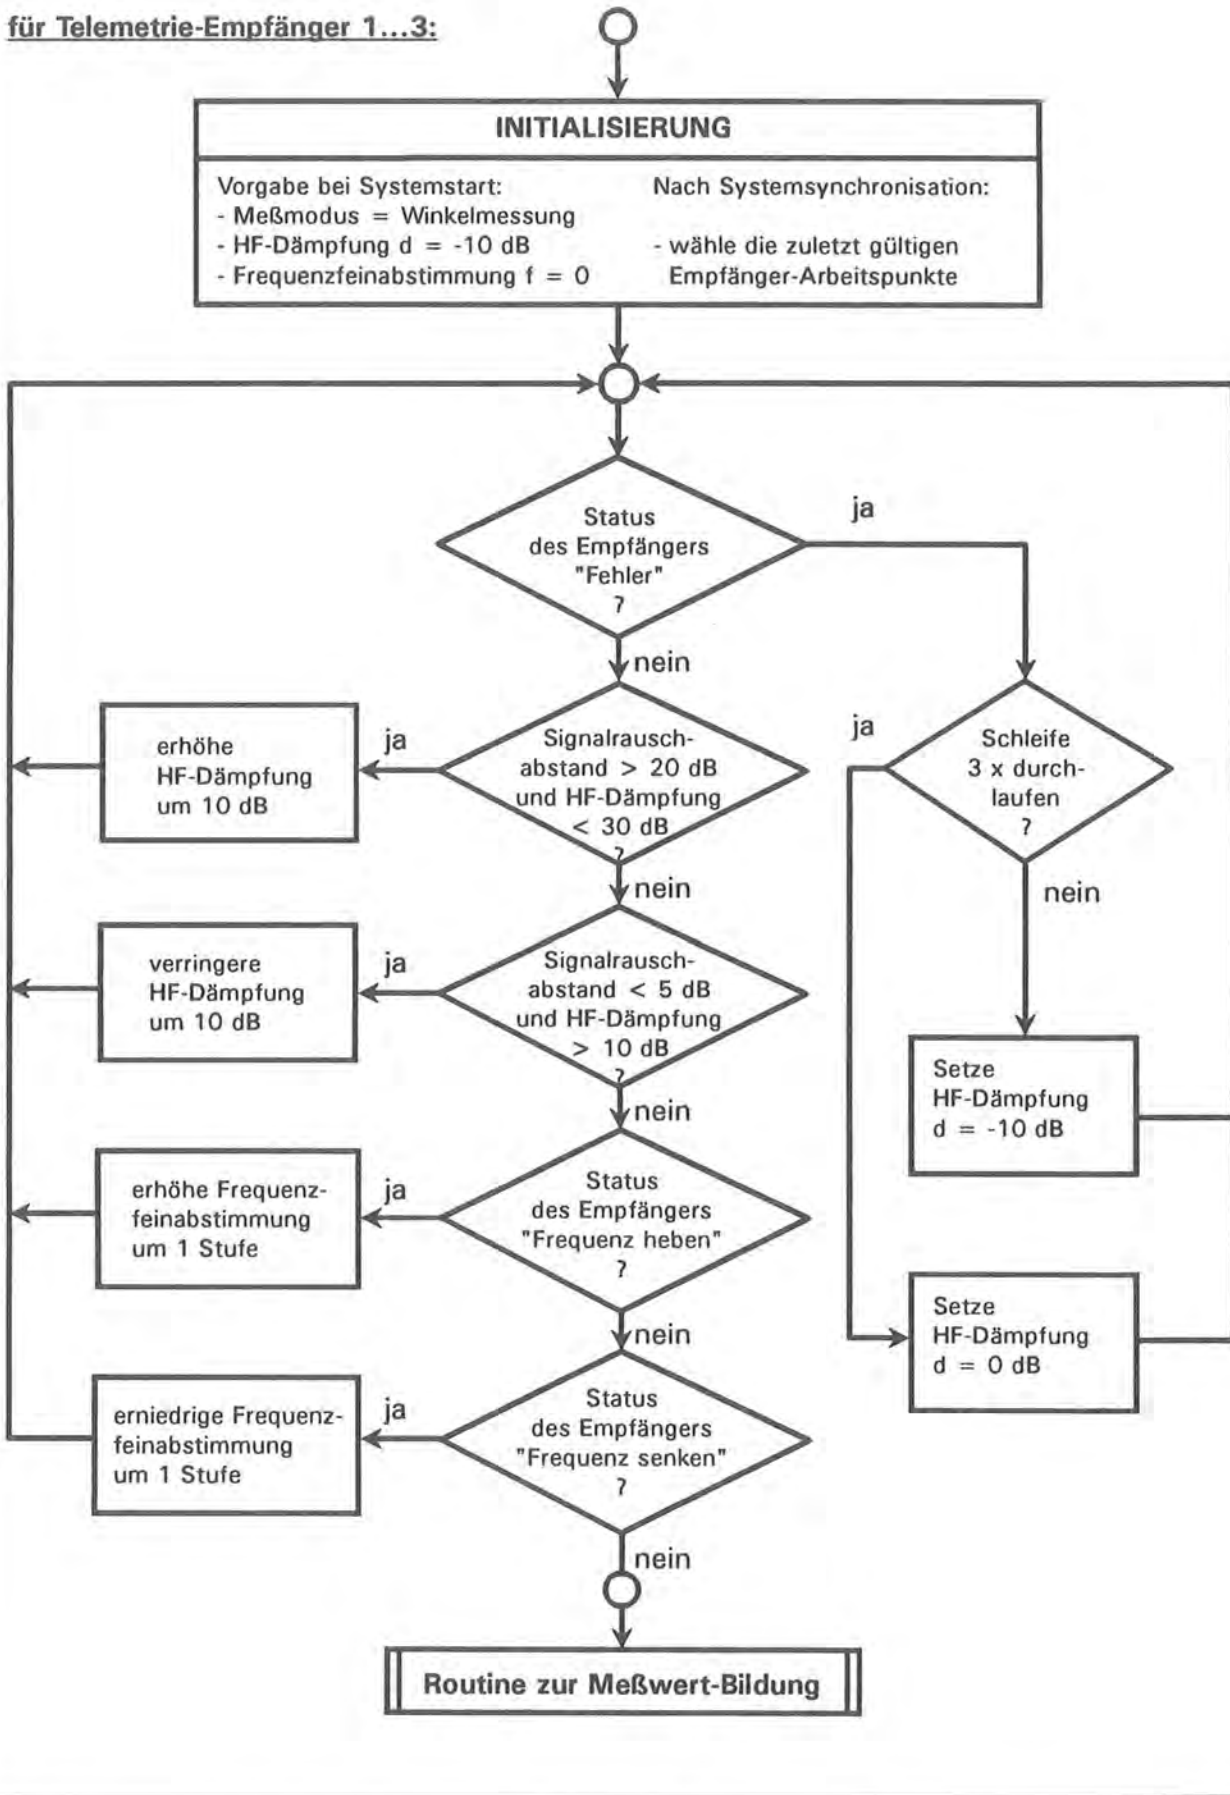 für Telemetrie-Empfänger 1...3:
INITIALISIERUNG
Vorgabe bei Systemstart:
- Meßmodus = Winkelmessung
- HF-Dämpfung d = -10 dB
- Frequenzfeinabstimmung f = 0
Nach Systemsynchronisation:
- wähle die zuletzt gültigen
Empfänger-Arbeitspunkte
Status
des Empfängers
"Fehler"
?
ja
nein
Signalrausch-
abstand > 20 dB
und HF-Dämpfung
< 30 dB
?
ja
erhöhe
HF-Dämpfung
um 10 dB
nein
Schleife
3 x durch-
laufen
?
ja
nein
Signalrausch-
abstand < 5 dB
und HF-Dämpfung
> 10 dB
?
ja
verringere
HF-Dämpfung
um 10 dB
nein
Setze
HF-Dämpfung
d = -10 dB
Status
des Empfängers
"Frequenz heben"
?
ja
erhöhe Frequenz-
feinabstimmung
um 1 Stufe
nein
Setze
HF-Dämpfung
d = 0 dB
Status
des Empfängers
"Frequenz senken"
?
ja
erniedrige Frequenz-
feinabstimmung
um 1 Stufe
nein
Routine zur Meßwert-Bildung